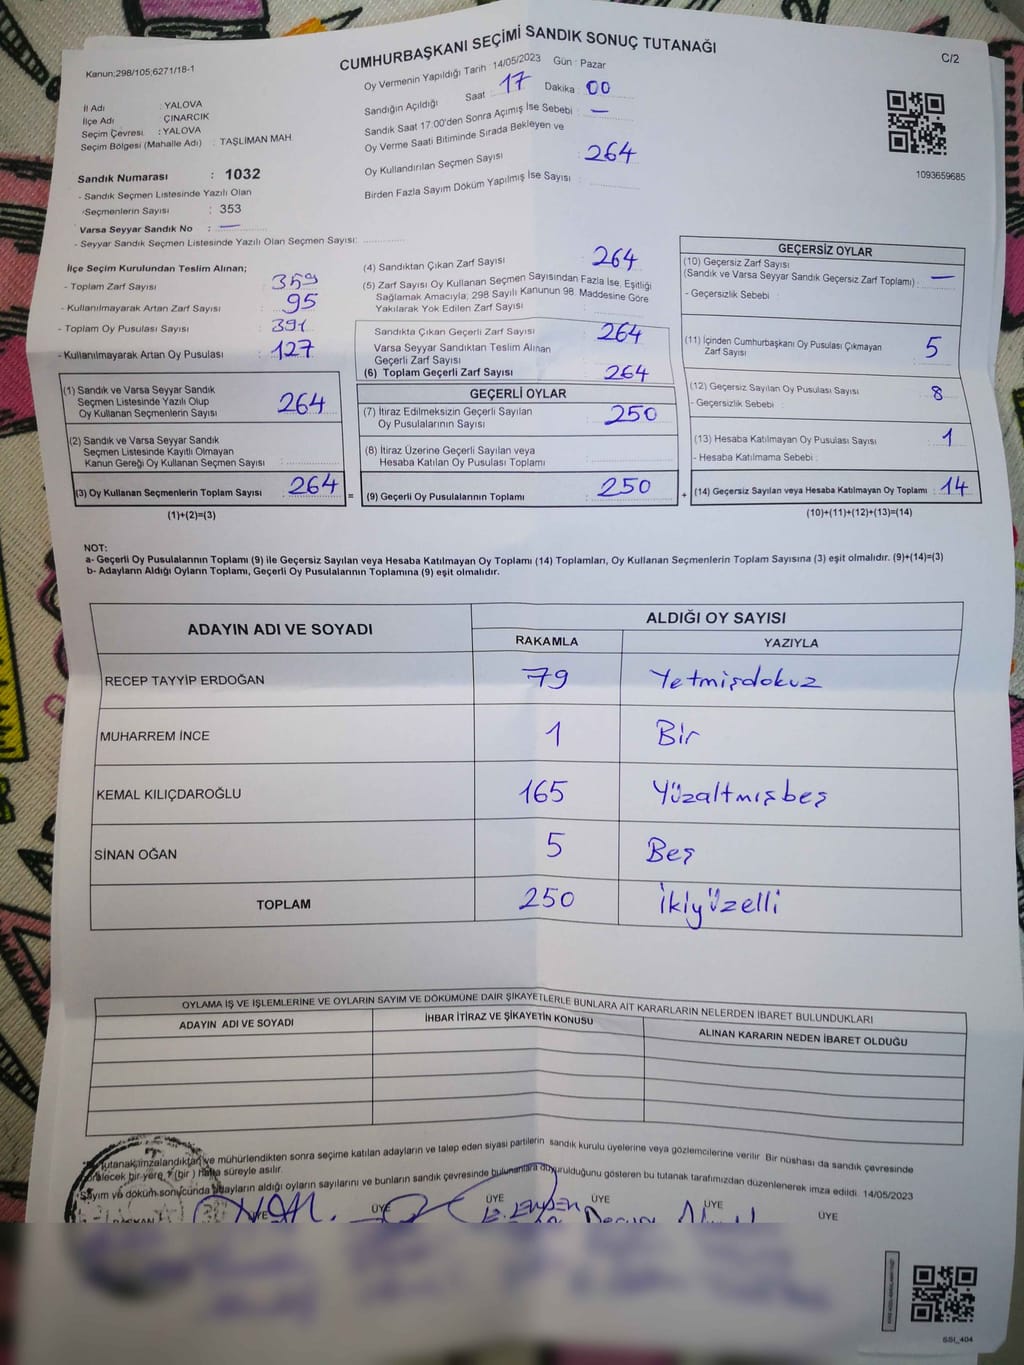 Kanun;298/105;6271/18-1
CUMHURBAŞKANI SEÇİMİ SANDIK SONUÇ TUTANAĞI
C/2
Oy Vermenin Yapıldığı Tarih 14/05/2023 Gün : Pazar
İl Adı : YALOVA
İlçe Adı : ÇINARCIK
Seçim Çevresi : YALOVA
Seçim Bölgesi (Mahalle Adı) : TAŞLIMAN MAH
Sandık Numarası : 1032
- Sandık Seçmen Listesinde Yazılı Olan
Seçmenlerin Sayısı : 353
Varsa Seyyar Sandık No : —
- Seyyar Sandık Seçmen Listesinde Yazılı Olan Seçmen Sayısı:
Sandığın Açıldığı Saat : 17 Dakika : 00
Sandık Saat 17:00'den Sonra Açımış İse Sebebi : —
Oy Verme Saati Bitiminde Sırada Bekleyen ve
Oy Kullandırılan Seçmen Sayısı : 264
Birden Fazla Sayım Döküm Yapılmış İse Sayısı :
1093659685
İlçe Seçim Kurulundan Teslim Alınan;
- Toplam Zarf Sayısı : 359
- Kullanılmayarak Artan Zarf Sayısı : 95
- Toplam Oy Pusulası Sayısı : 391
- Kullanılmayarak Artan Oy Pusulası : 127
(1) Sandık ve Varsa Seyyar Sandık
Seçmen Listesinde Yazılı Olup
Oy Kullanan Seçmenlerin Sayısı : 264
(2) Sandık ve Varsa Seyyar Sandık
Seçmen Listesinde Kayıtlı Olmayan
Kanun Gereği Oy Kullanan Seçmen Sayısı :
(3) Oy Kullanan Seçmenlerin Toplam Sayısı : 264 =
(1)+(2)=(3)
(4) Sandıktan Çıkan Zarf Sayısı : 264
(5) Zarf Sayısı Oy Kullanan Seçmen Sayısından Fazla İse, Eşitliği
Sağlamak Amacıyla; 298 Sayılı Kanunun 98. Maddesine Göre
Yakılarak Yok Edilen Zarf Sayısı :
Sandıkta Çıkan Geçerli Zarf Sayısı : 264
Varsa Seyyar Sandıktan Teslim Alınan
Geçerli Zarf Sayısı :
(6) Toplam Geçerli Zarf Sayısı : 264
GEÇERLİ OYLAR
(7) İtiraz Edilmeksizin Geçerli Sayılan
Oy Pusulalarının Sayısı : 250
(8) İtiraz Üzerine Geçerli Sayılan veya
Hesaba Katılan Oy Pusulası Toplamı :
(9) Geçerli Oy Pusulalarının Toplamı : 250 +
GEÇERSİZ OYLAR
(10) Geçersiz Zarf Sayısı
(Sandık ve Varsa Seyyar Sandık Geçersiz Zarf Toplamı) : —
- Geçersizlik Sebebi :
(11) İçinden Cumhurbaşkanı Oy Pusulası Çıkmayan
Zarf Sayısı : 5
(12) Geçersiz Sayılan Oy Pusulası Sayısı : 8
- Geçersizlik Sebebi :
(13) Hesaba Katılmayan Oy Pusulası Sayısı : 1
- Hesaba Katılmama Sebebi :
(14) Geçersiz Sayılan veya Hesaba Katılmayan Oy Toplamı : 14
(10)+(11)+(12)+(13)=(14)
NOT:
a- Geçerli Oy Pusulalarının Toplamı (9) ile Geçersiz Sayılan veya Hesaba Katılmayan Oy Toplamı (14) Toplamları, Oy Kullanan Seçmenlerin Toplam Sayısına (3) eşit olmalıdır. (9)+(14)=(3)
b- Adayların Aldığı Oyların Toplamı, Geçerli Oy Pusulalarının Toplamına (9) eşit olmalıdır.
ADAYIN ADI VE SOYADI
ALDIĞI OY SAYISI
RAKAMLA YAZIYLA
RECEP TAYYİP ERDOĞAN 79 Yetmişdokuz
MUHARREM İNCE 1 Bir
KEMAL KILIÇDAROĞLU 165 Yüzaltmışbeş
SİNAN OĞAN 5 Beş
TOPLAM 250 İkiyüzelli
OYLAMA İŞ VE İŞLEMLERİNE VE OYLARIN SAYIM VE DÖKÜMÜNE DAİR ŞİKAYETLERLE BUNLARA AİT KARARLARIN NELERDEN İBARET BULUNDUKLARI
ADAYIN ADI VE SOYADI
İHBAR İTİRAZ VE ŞİKAYETİN KONUSU
ALINAN KARARIN NEDEN İBARET OLDUĞU
tutanak imzalandıktan ve mühürlendikten sonra seçime katılan adayların ve talep eden siyasi partilerin sandık kurulu üyelerine veya gözlemcilerine verilir. Bir nüshası da sandık çevresinde
bir yere 1 (bir) hafta süreyle asılır.
Sayım ve döküm sonucunda adayların aldığı oyların sayılarını ve bunların sandık çevresinde bulunanlara duyurulduğunu gösteren bu tutanak tarafımızdan düzenlenerek imza edildi. 14/05/2023
ÜYE ÜYE ÜYE ÜYE ÜYE ÜYE
SSI_404